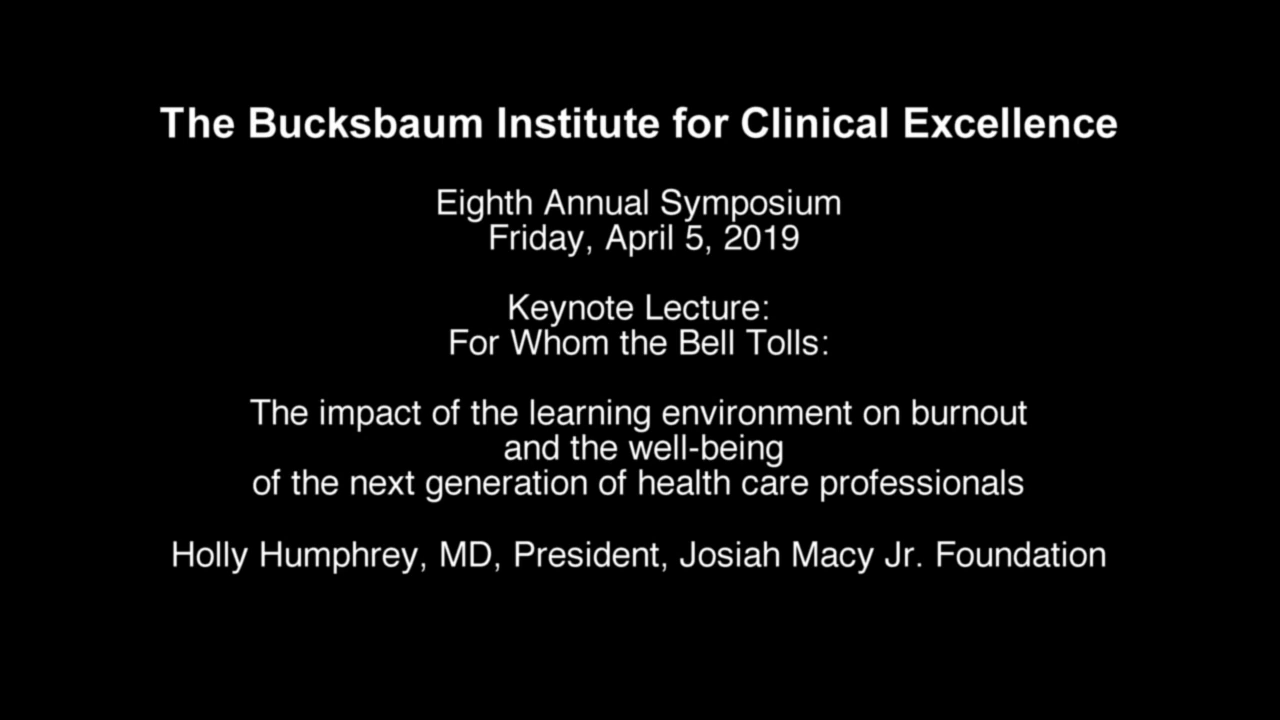 The Bucksbaum Institute for Clinical Excellence
Eighth Annual Symposium
Friday, April 5, 2019
Keynote Lecture:
For Whom the Bell Tolls:
The impact of the learning environment on burnout
and the well-being
of the next generation of health care professionals
Holly Humphrey, MD, President, Josiah Macy Jr. Foundation